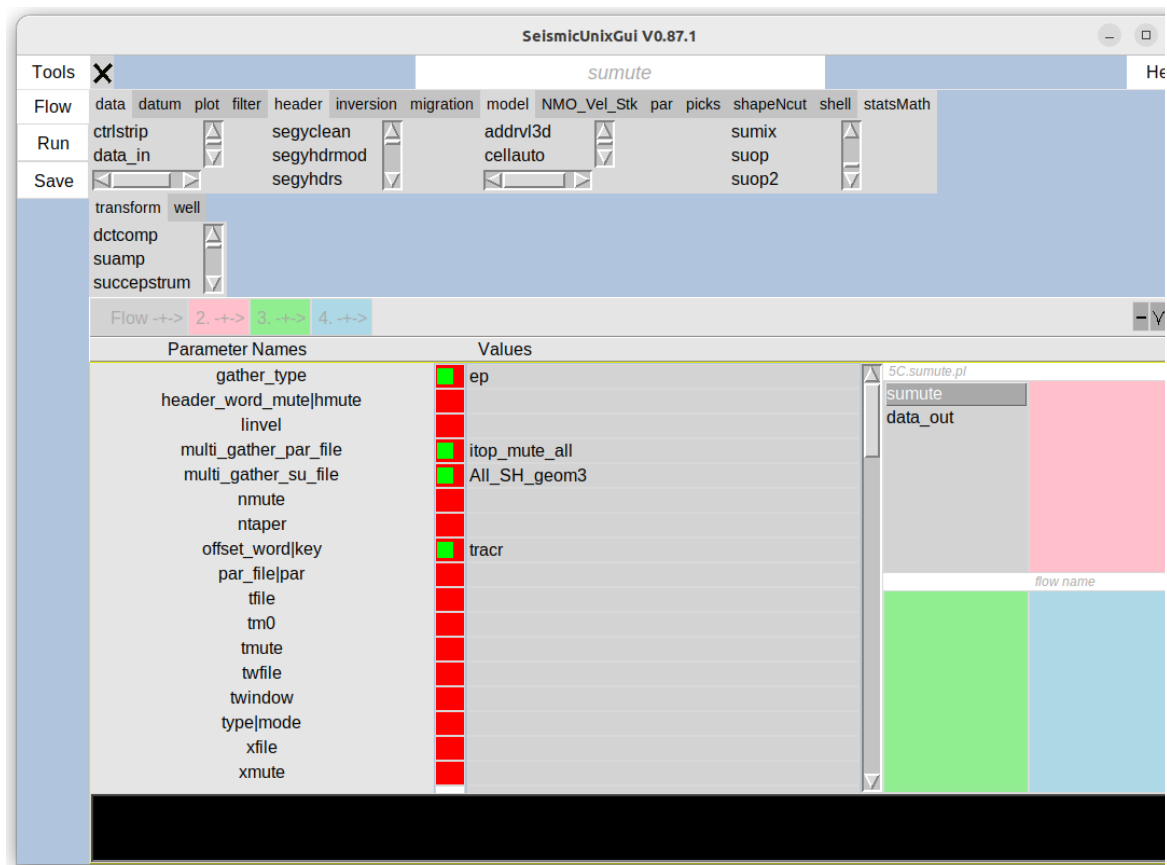 SeismicUnixGui V0.87.1
Tools X sumute He
Flow data datum plot filter header inversion migration model NMO_Vel_Stk par picks shapeNcut shell statsMath
ctrlstrip segyclean addrvl3d sumix
Run data_in segyhdrmod cellauto suop
Save segyhdrs suop2
transform well
dctcomp
suamp
succepstrum
Flow -+-> 2. -+-> 3. -+-> 4. -+->
Parameter Names Values
gather_type ep 5C.sumute.pl
header_word_mute|hmute sumute
linvel data_out
multi_gather_par_file itop_mute_all
multi_gather_su_file All_SH_geom3
nmute
ntaper
offset_word|key tracr
par_file|par flow name
tfile
tm0
tmute
twfile
twindow
type|mode
xfile
xmute